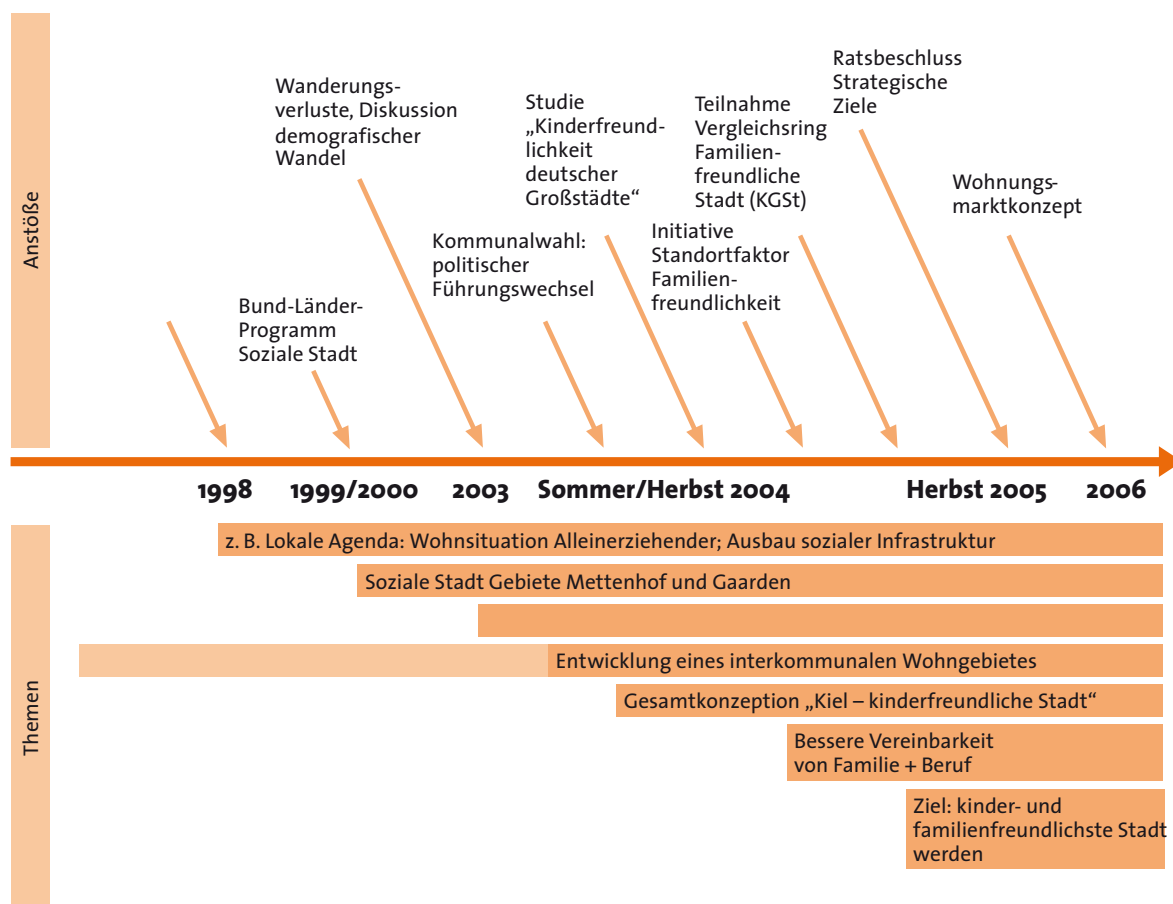 Anstöße
Wanderungs-
verluste, Diskussion
demografischer
Wandel
Studie
„Kinderfreund-
lichkeit
deutscher
Großstädte“
Teilnahme
Vergleichsring
Familien-
freundliche
Stadt (KGSt)
Ratsbeschluss
Strategische
Ziele
Wohnungs-
marktkonzept
Kommunalwahl:
politischer
Führungswechsel
Initiative
Standortfaktor
Familien-
freundlichkeit
Bund-Länder-
Programm
Soziale Stadt
1998 1999/2000 2003 Sommer/Herbst 2004 Herbst 2005 2006
Themen
z. B. Lokale Agenda: Wohnsituation Alleinerziehender; Ausbau sozialer Infrastruktur
Soziale Stadt Gebiete Mettenhof und Gaarden
Entwicklung eines interkommunalen Wohngebietes
Gesamtkonzeption „Kiel – kinderfreundliche Stadt“
Bessere Vereinbarkeit
von Familie + Beruf
Ziel: kinder- und
familienfreundlichste Stadt
werden